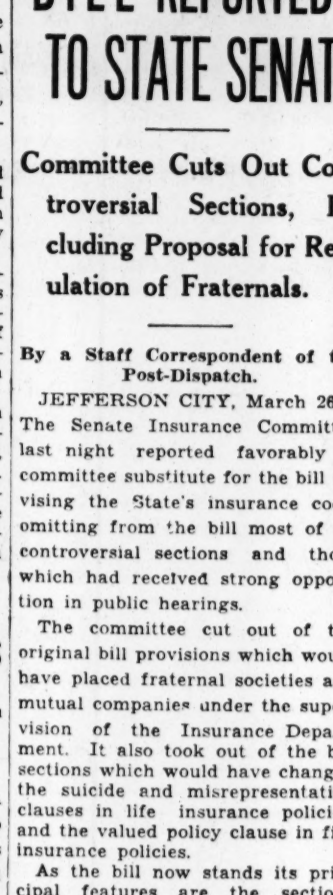 TO STATE SENAT
Committee Cuts Out Co
troversial Sections, I
cluding Proposal for Re
ulation of Fraternals.
By a Staff Correspondent of t
Post-Dispatch.
JEFFERSON CITY, March 26
The Senate Insurance Committ
last night reported favorably
committee substitute for the bill
vising the State's insurance co
omitting from the bill most of
controversial sections and tho
which had received strong oppo
tion in public hearings.
The committee cut out of t
original bill provisions which wou
have placed fraternal societies a
mutual companies under the supe
vision of the Insurance Depa
ment. It also took out of the b
sections which would have chang
the suicide and misrepresentati
clauses in life insurance polici
and the valued policy clause in fi
insurance policies.
As the bill now stands its pri
cipal features are the sectio